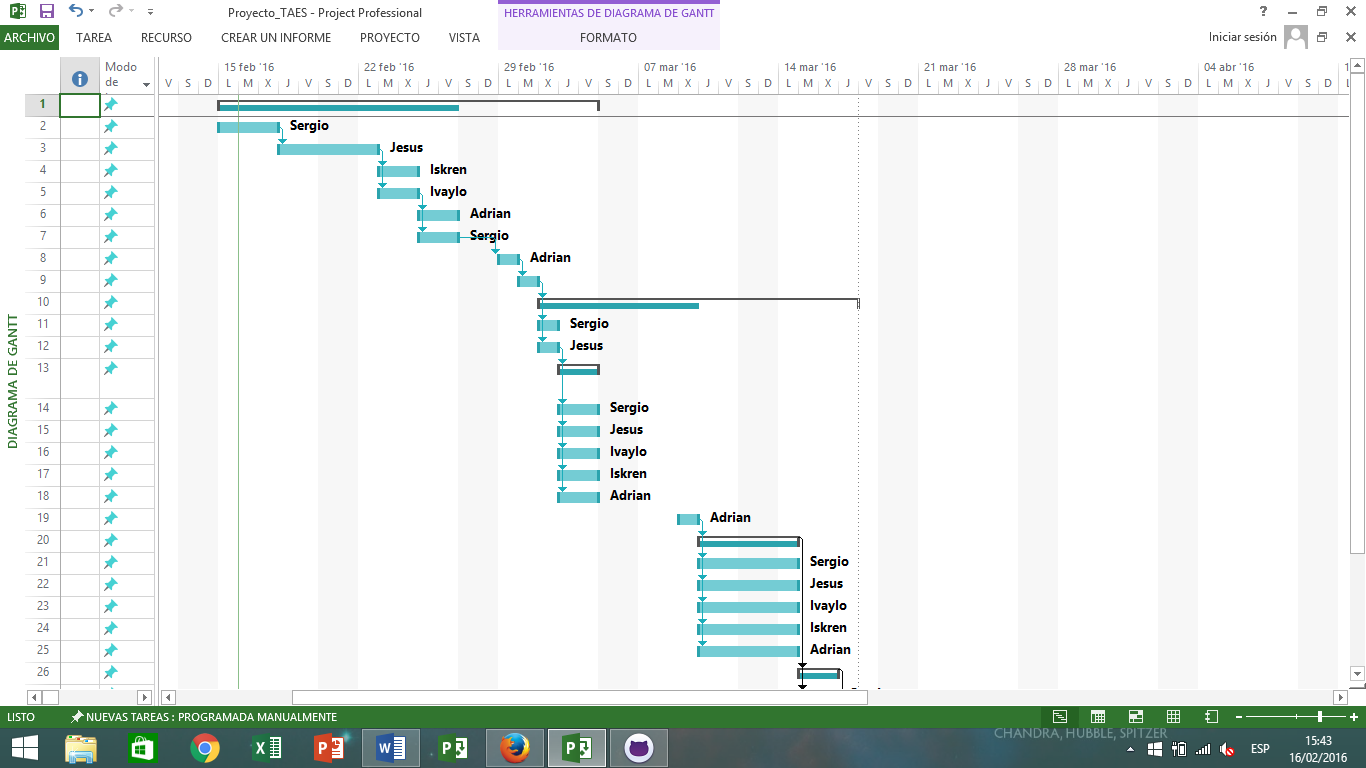 Proyecto_TAES - Project Professional
HERRAMIENTAS DE DIAGRAMA DE GANTT
?
ARCHIVO TAREA RECURSO CREAR UN INFORME PROYECTO VISTA FORMATO
Iniciar sesión
Modo de
15 feb '16 22 feb '16 29 feb '16 07 mar '16 14 mar '16 21 mar '16 28 mar '16 04 abr '16 1
V S D L M X J V S D L M X J V S D L M X J V S D L M X J V S D L M X J V S D L M X J V S D L M X J V S D L M X J V S D L
1
2 Sergio
3 Jesus
4 Iskren
5 Ivaylo
6 Adrian
7 Sergio
8 Adrian
9
10
11 Sergio
12 Jesus
13
14 Sergio
15 Jesus
16 Ivaylo
17 Iskren
18 Adrian
19 Adrian
20
21 Sergio
22 Jesus
23 Ivaylo
24 Iskren
25 Adrian
26
DIAGRAMA DE GANTT
LISTO NUEVAS TAREAS : PROGRAMADA MANUALMENTE
CHANDRA, HUBBLE, SPITZER
ESP
15:43
16/02/2016